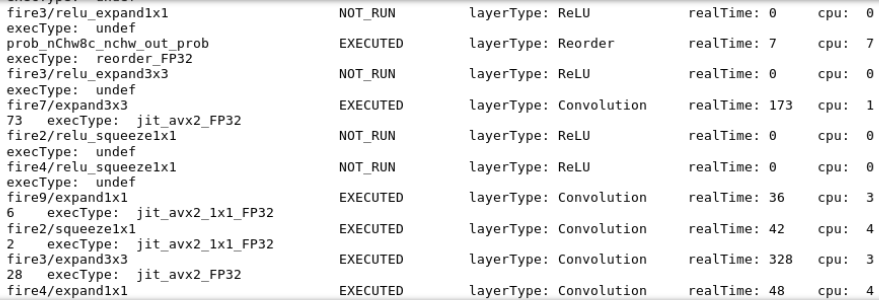 fire3/relu_expand1x1 NOT_RUN layerType: ReLU realTime: 0 cpu: 0
execType: undef
prob_nChw8c_nchw_out_prob EXECUTED layerType: Reorder realTime: 7 cpu: 7
execType: reorder_FP32
fire3/relu_expand3x3 NOT_RUN layerType: ReLU realTime: 0 cpu: 0
execType: undef
fire7/expand3x3 EXECUTED layerType: Convolution realTime: 173 cpu: 1
73 execType: jit_avx2_FP32
fire2/relu_squeeze1x1 NOT_RUN layerType: ReLU realTime: 0 cpu: 0
execType: undef
fire4/relu_squeeze1x1 NOT_RUN layerType: ReLU realTime: 0 cpu: 0
execType: undef
fire9/expand1x1 EXECUTED layerType: Convolution realTime: 36 cpu: 3
6 execType: jit_avx2_1x1_FP32
fire2/squeeze1x1 EXECUTED layerType: Convolution realTime: 42 cpu: 4
2 execType: jit_avx2_1x1_FP32
fire3/expand3x3 EXECUTED layerType: Convolution realTime: 328 cpu: 3
28 execType: jit_avx2_FP32
fire4/expand1x1 EXECUTED layerType: Convolution realTime: 48 cpu: 4